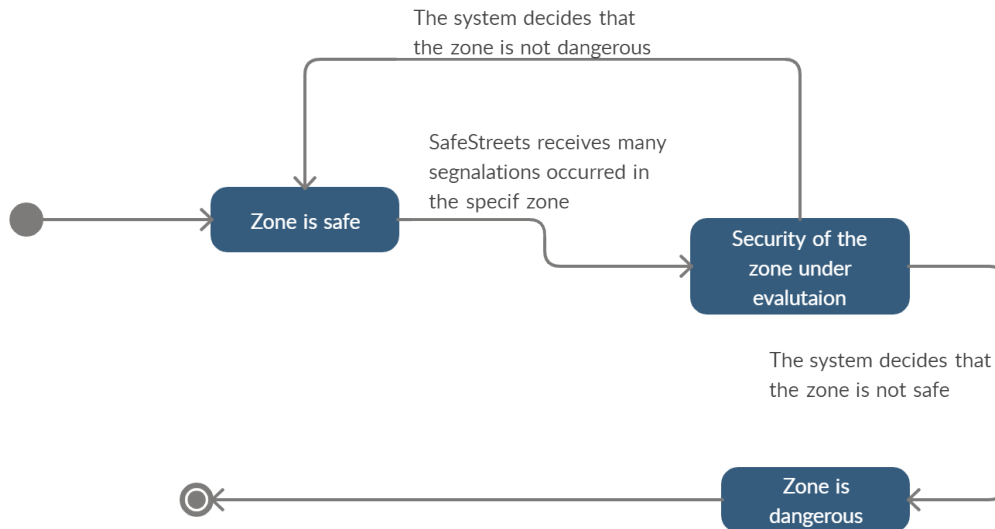 The system decides that
the zone is not dangerous
SafeStreets receives many
segnalations occurred in
the specif zone
Zone is safe
Security of the
zone under
evalutaion
The system decides that
the zone is not safe
Zone is
dangerous